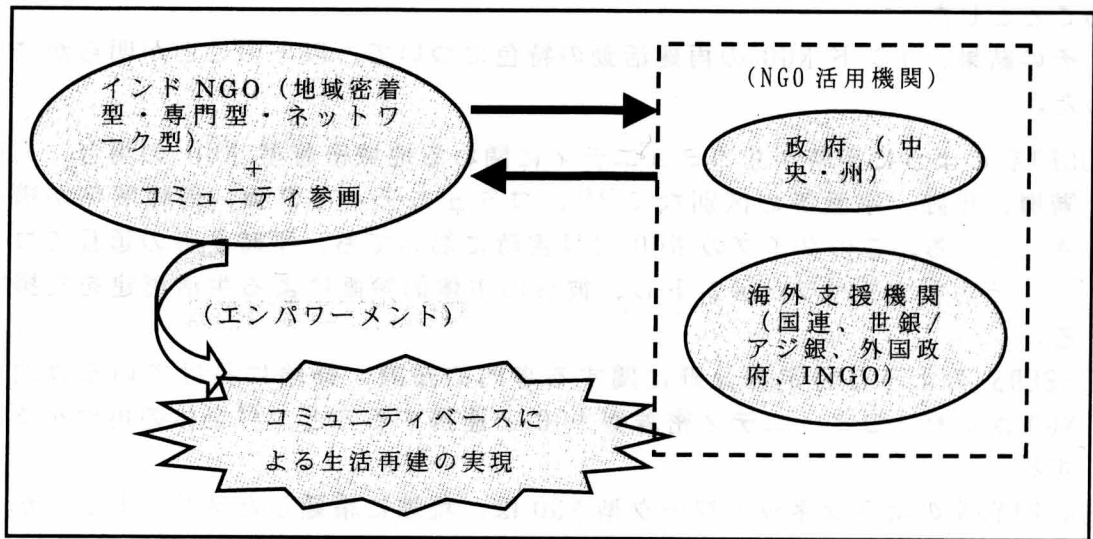 インドNGO（地域密着
型・専門型・ネットワ
ーク型）
+
コミュニティ参画
（エンパワーメント）
コミュニティベースに
よる生活再建の実現
(NGO 活用機関)
政府（中
央・州）
海外支援機関
（国連、世銀/
アジ銀、外国政
府、INGO）